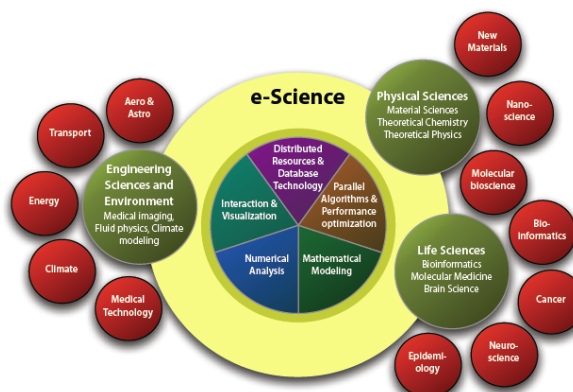 e-Science
Distributed
Resources &
Database
Technology
Parallel
Algorithms &
Performance
optimization
Mathematical
Modeling
Numerical
Analysis
Interaction &
Visualization
Engineering
Sciences and
Environment
Medical imaging,
Fluid physics, Climate
modeling
Aero &
Astro
Transport
Energy
Climate
Medical
Technology
Physical Sciences
Material Sciences
Theoretical Chemistry
Theoretical Physics
New
Materials
Nano-
science
Molecular
bioscience
Life Sciences
Bioinformatics
Molecular Medicine
Brain Science
Bio-
informatics
Cancer
Neuro-
science
Epidemi-
ology